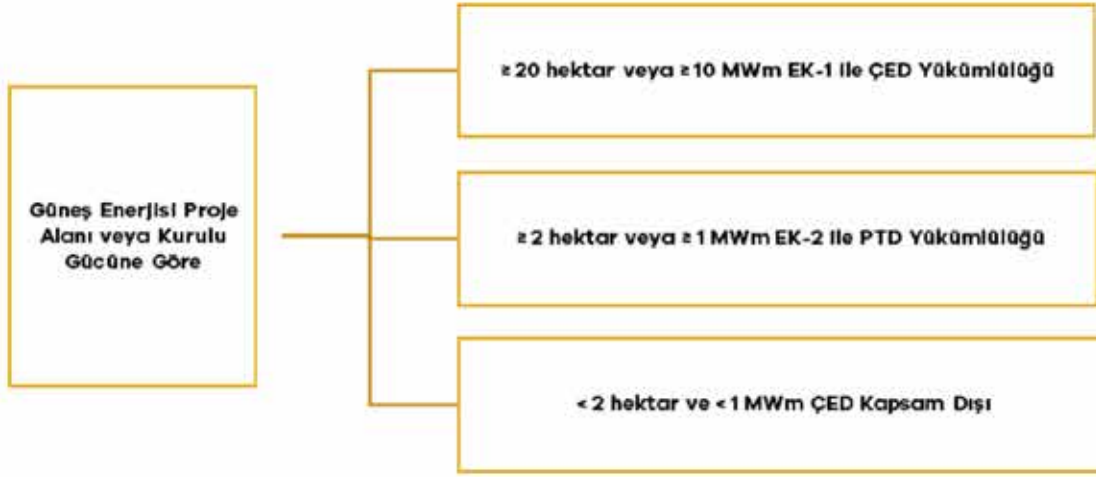 ≥20 hektar veya ≥10 MWm EK-1 ile ÇED Yükümlülüğü
Güneş Enerjisi Proje
Alanı veya Kurulu
Gücüne Göre
≥2 hektar veya ≥1 MWm EK-2 ile PTD Yükümlülüğü
<2 hektar ve <1 MWm ÇED Kapsam Dışı